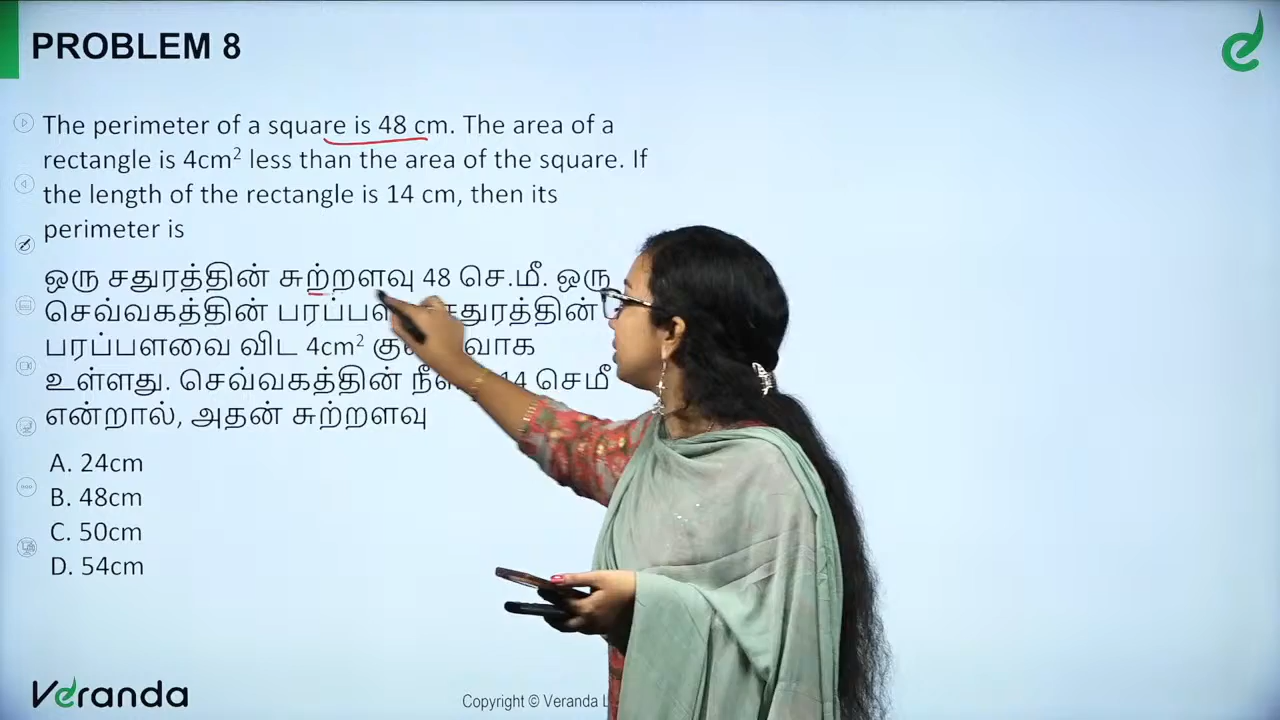 PROBLEM 8
The perimeter of a square is 48 cm. The area of a
rectangle is 4cm² less than the area of the square. If
the length of the rectangle is 14 cm, then its
perimeter is
ஒரு சதுரத்தின் சுற்றளவு 48 செ.மீ. ஒரு
செவ்வகத்தின் சதுரத்தின்
பரப்பளவை விட 4cm²
உள்ளது. செவ்வகத்தின் 14 செமீ
என்றால், அதன் சுற்றளவு
A. 24cm
B. 48cm
C. 50cm
D. 54cm
Veranda
Copyright © Veranda